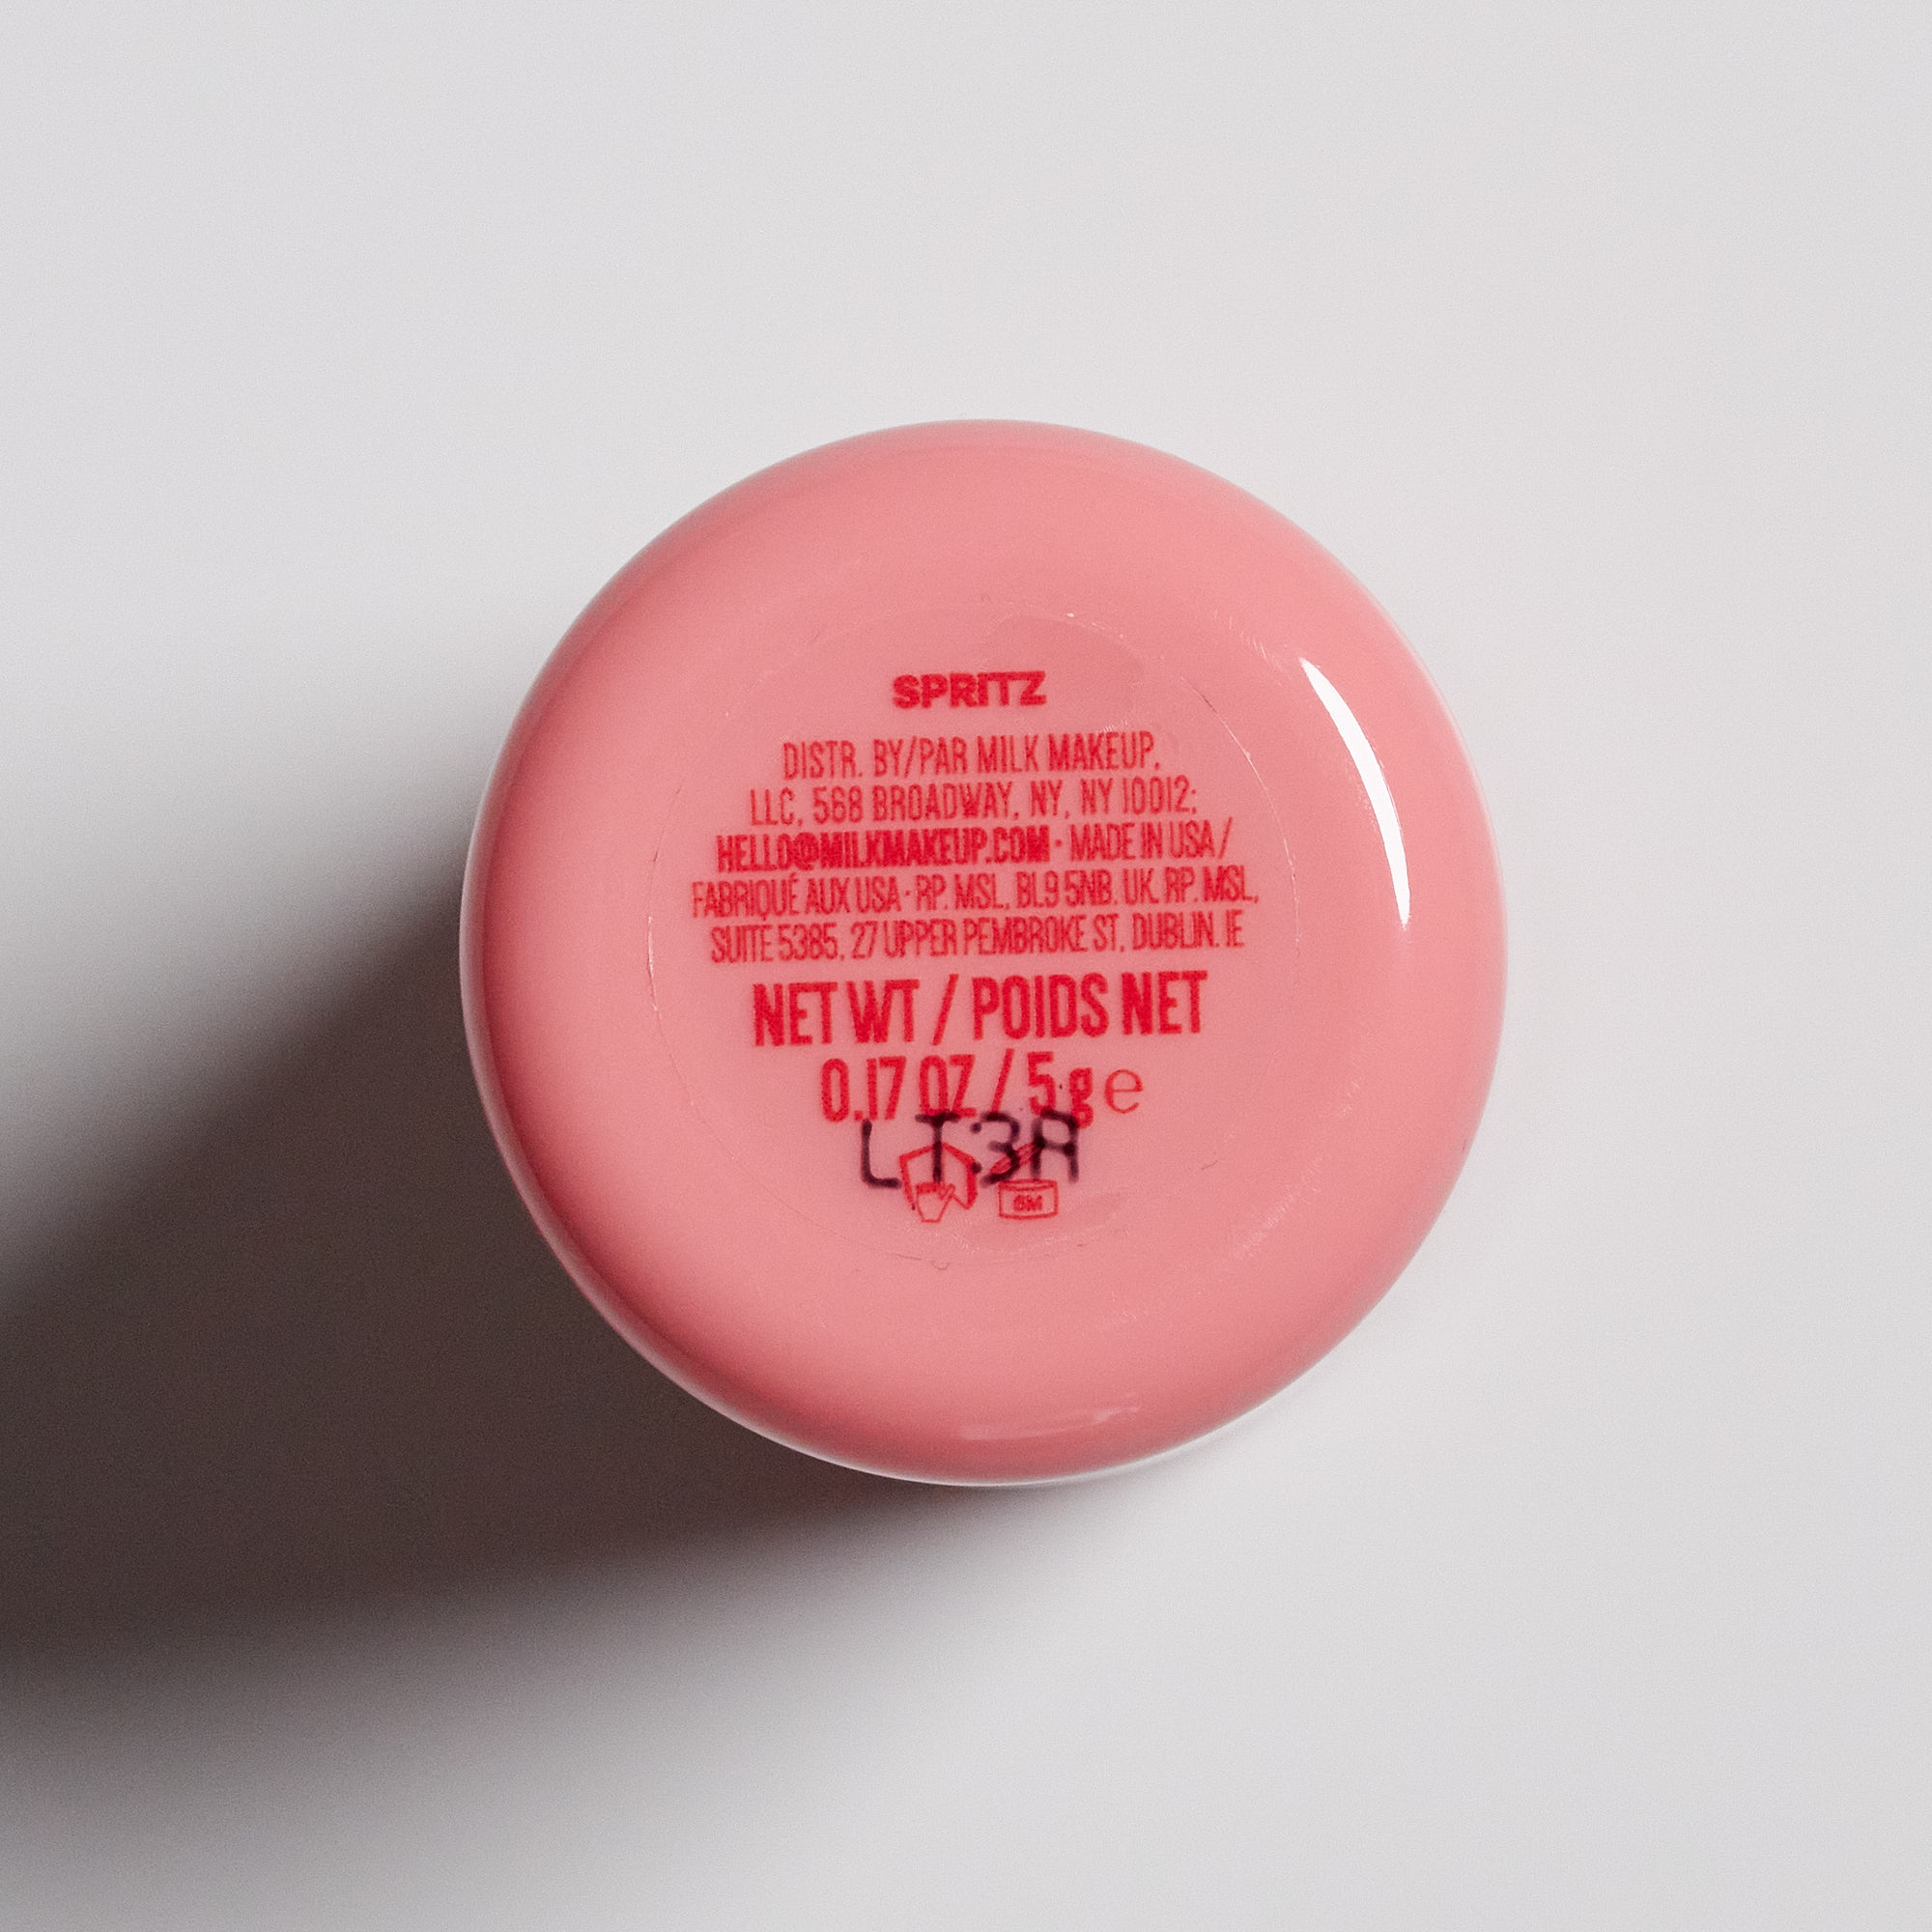 SPRITZ
DISTR. BY/PAR MILK MAKEUP,
LLC, 568 BROADWAY, NY, NY 10012;
HELLO@MILKMAKEUP.COM · MADE IN USA /
FABRIQUÉ AUX USA · RP. MSL, BL9 5NB. UK. RP. MSL,
SUITE 5385, 27 UPPER PEMBROKE ST, DUBLIN. IE
NET WT / POIDS NET
0.17 OZ / 5 g e
LT3A
6M